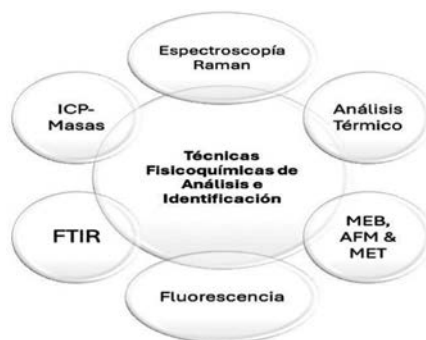 Espectroscopía
Raman
ICP-
Masas
Análisis
Térmico
Técnicas
Fisicoquímicas de
Análisis e
Identificación
FTIR
MEB,
AFM &
MET
Fluorescencia